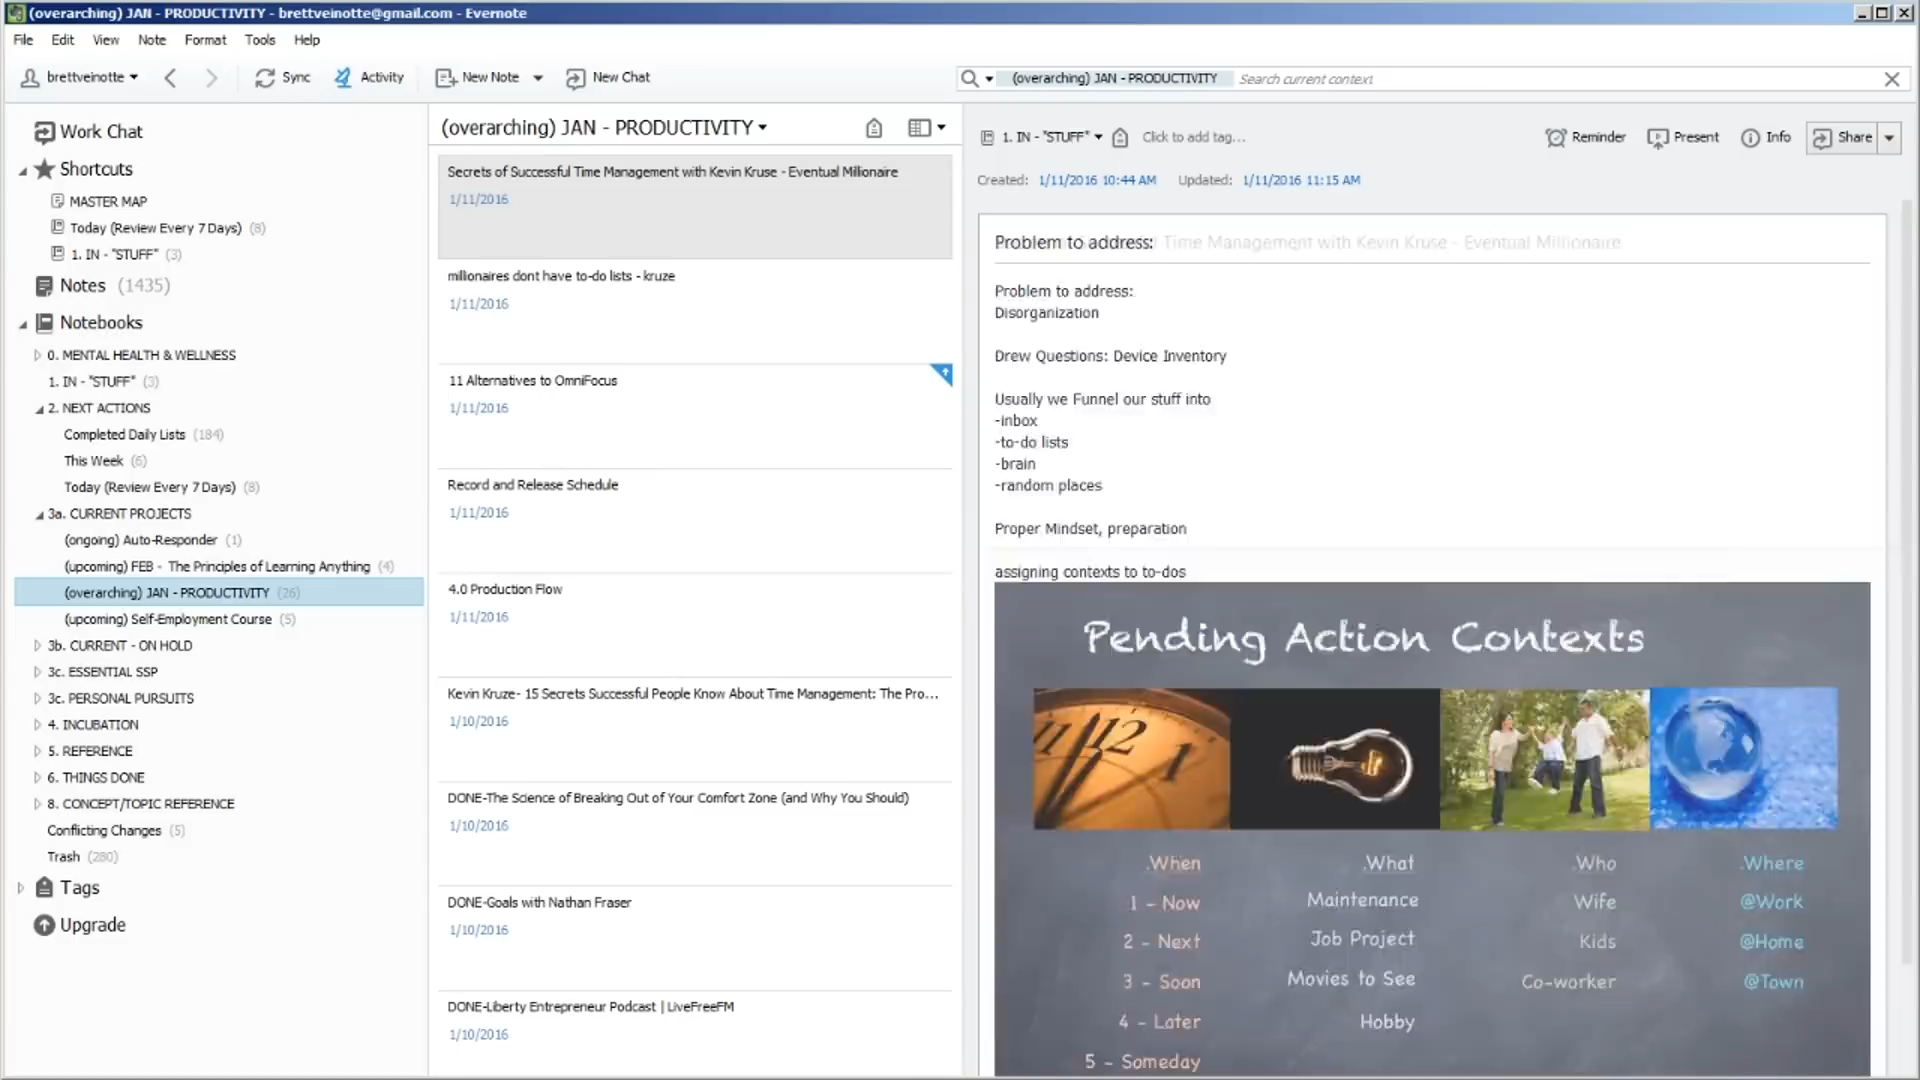 (overarching) JAN - PRODUCTIVITY - brettveinotte@gmail.com - Evernote
File Edit View Note Format Tools Help
brettveinotte Sync Activity New Note New Chat
(overarching) JAN - PRODUCTIVITY Search current context
Work Chat
Shortcuts
MASTER MAP
Today (Review Every 7 Days) (8)
1. IN - "STUFF" (3)
Notes (1435)
Notebooks
0. MENTAL HEALTH & WELLNESS
1. IN - "STUFF" (3)
2. NEXT ACTIONS
Completed Daily Lists (184)
This Week (6)
Today (Review Every 7 Days) (8)
3a. CURRENT PROJECTS
(ongoing) Auto-Responder (1)
(upcoming) FEB - The Principles of Learning Anything (4)
(overarching) JAN - PRODUCTIVITY (26)
(upcoming) Self-Employment Course (5)
3b. CURRENT - ON HOLD
3c. ESSENTIAL SSP
3c. PERSONAL PURSUITS
4. INCUBATION
5. REFERENCE
6. THINGS DONE
8. CONCEPT/TOPIC REFERENCE
Conflicting Changes (5)
Trash (280)
Tags
Upgrade
(overarching) JAN - PRODUCTIVITY
Secrets of Successful Time Management with Kevin Kruse - Eventual Millionaire
1/11/2016
millionaires dont have to-do lists - kruze
1/11/2016
11 Alternatives to OmniFocus
1/11/2016
Record and Release Schedule
1/11/2016
4.0 Production Flow
1/11/2016
Kevin Kruze- 15 Secrets Successful People Know About Time Management: The Pro...
1/10/2016
DONE-The Science of Breaking Out of Your Comfort Zone (and Why You Should)
1/10/2016
DONE-Goals with Nathan Fraser
1/10/2016
DONE-Liberty Entrepreneur Podcast | LiveFreeFM
1/10/2016
1. IN - "STUFF" Click to add tag... Reminder Present Info Share
Created: 1/11/2016 10:44 AM Updated: 1/11/2016 11:15 AM
Problem to address: Time Management with Kevin Kruse - Eventual Millionaire
Problem to address:
Disorganization
Drew Questions: Device Inventory
Usually we Funnel our stuff into
-inbox
-to-do lists
-brain
-random places
Proper Mindset, preparation
assigning contexts to to-dos
Pending Action Contexts
11 12 1
.When .What .Who .Where
1 - Now Maintenance Wife @Work
2 - Next Job Project Kids @Home
3 - Soon Movies to See Co-worker @Town
4 - Later Hobby
5 - Someday